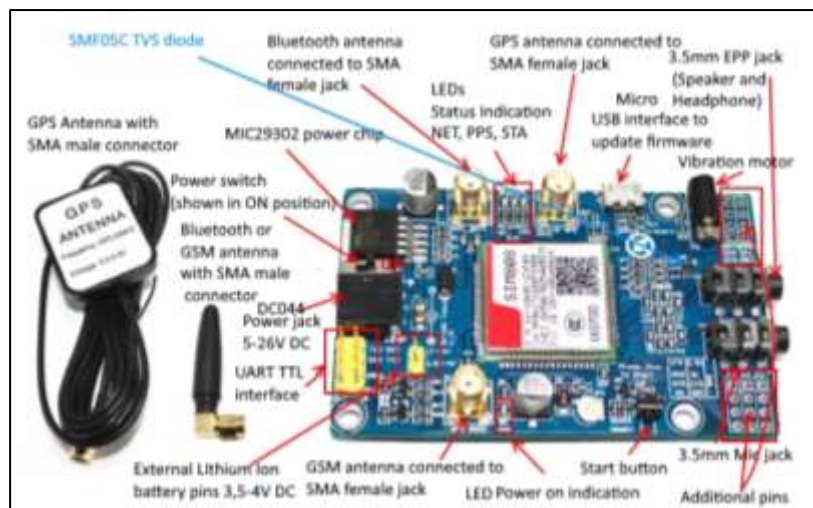 SMF05C TVS diode
Bluetooth antenna
connected to SMA
female jack
GPS antenna connected to
SMA female jack
3.5mm EPP jack
(Speaker and
Headphone)
LEDs
Status indication
NET, PPS, STA
Micro
USB interface to
update firmware
GPS Antenna with
SMA male connector
MIC29302 power chip
Vibration motor
Power switch
(shown in ON position)
Bluetooth or
GSM antenna
with SMA male
connector
GPS
ANTENNA
DC044
Power jack
5-26V DC
UART TTL
interface
External Lithium Ion
battery pins 3,5-4V DC
GSM antenna connected to
SMA female jack
LED Power on indication
Start button
3.5mm Mic jack
Additional pins